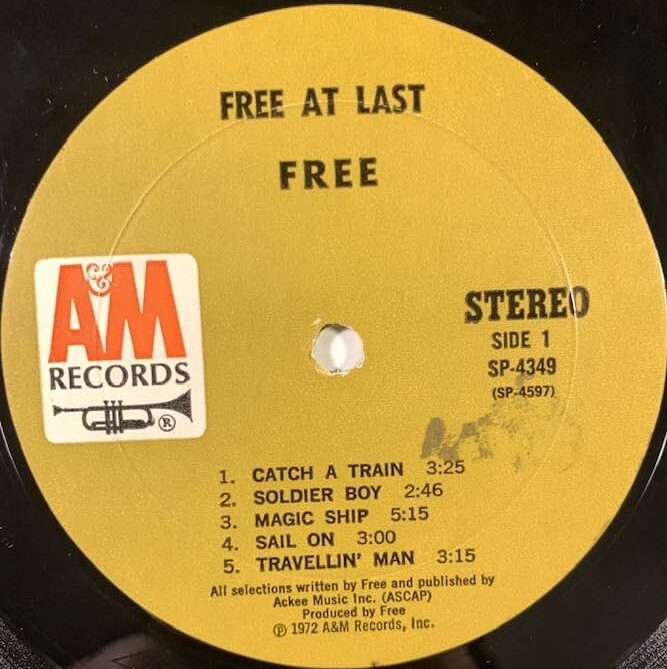 FREE AT LAST
FREE
A&M
RECORDS
®
STEREO
SIDE 1
SP-4349
(SP-4597)
1. CATCH A TRAIN 3:25
2. SOLDIER BOY 2:46
3. MAGIC SHIP 5:15
4. SAIL ON 3:00
5. TRAVELLIN' MAN 3:15
All selections written by Free and published by
Ackee Music Inc. (ASCAP)
Produced by Free
℗ 1972 A&M Records, Inc.